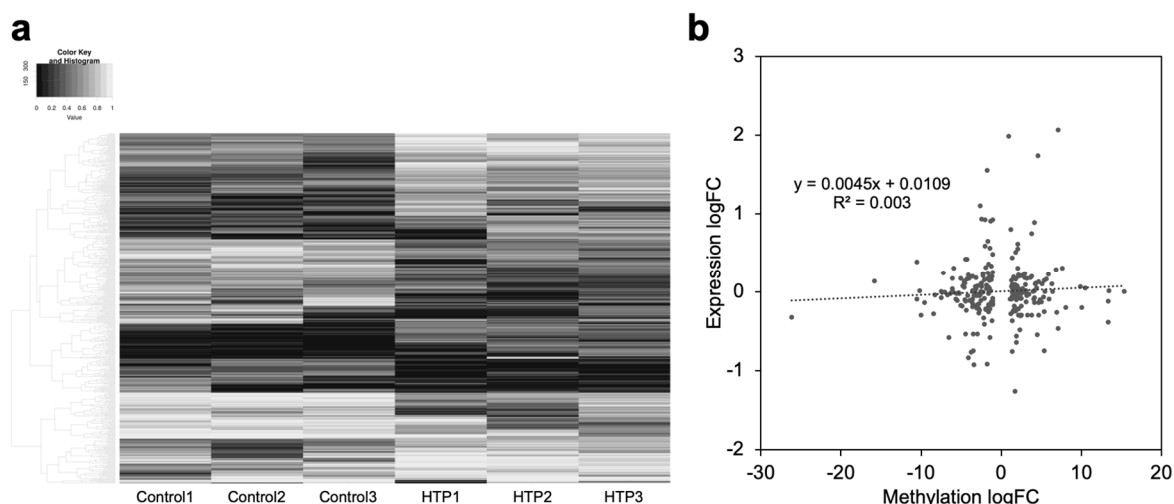 a
Color Key
and Histogram
300
150
0 0.2 0.4 0.6 0.8 1
Value
Control1 Control2 Control3 HTP1 HTP2 HTP3
b
3
2
1
0
-1
-2
Expression logFC
y = 0.0045x + 0.0109
R² = 0.003
-30 -20 -10 0 10 20
Methylation logFC